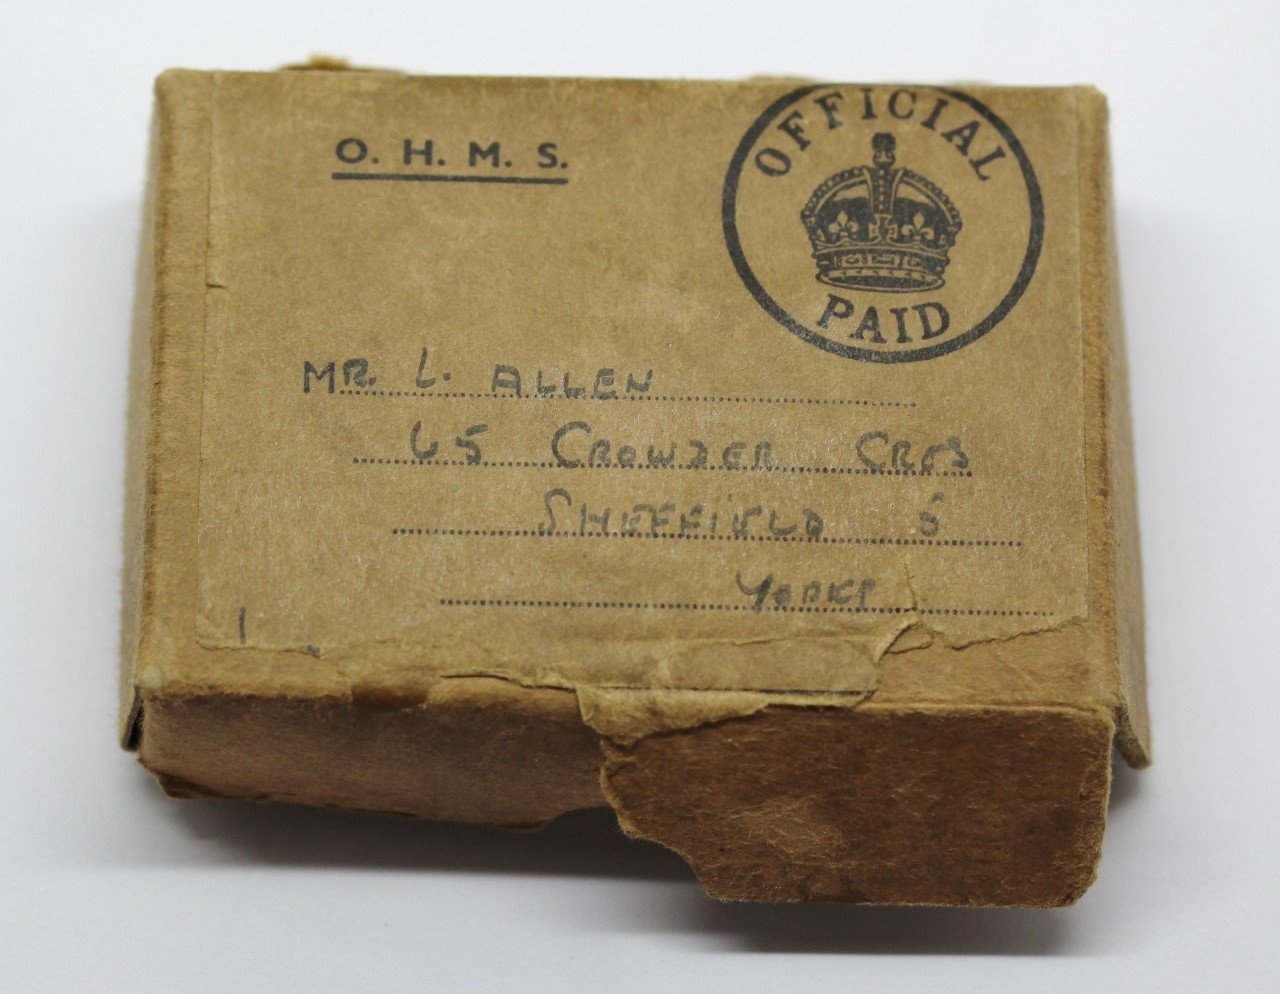 O. H. M. S.
OFFICIAL
PAID
MR. L. ALLEN
65 CROWDER CRES
SHEFFIELD 5
YORKS